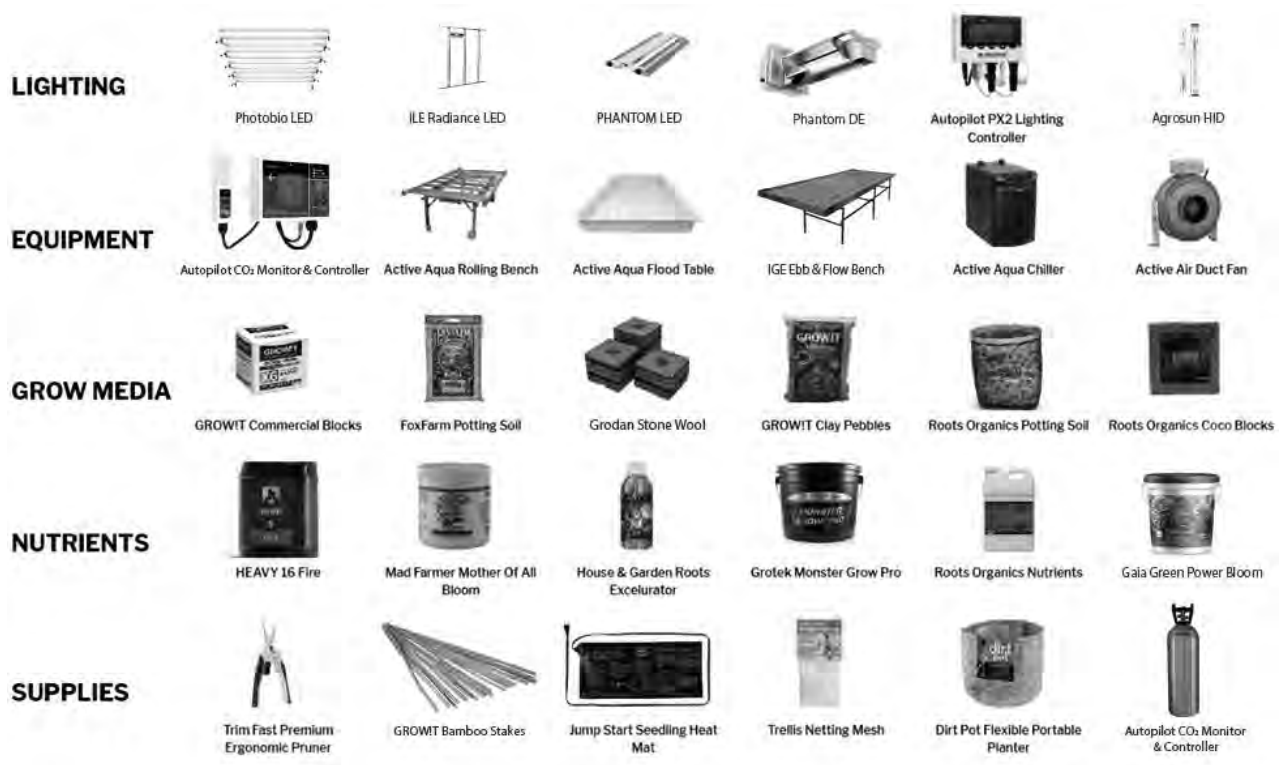 LIGHTING
Photobio LED
ILE Radiance LED
PHANTOM LED
Phantom DE
Autopilot PX2 Lighting
Controller
Agrosun HID
EQUIPMENT
Autopilot CO₂ Monitor & Controller
Active Aqua Rolling Bench
Active Aqua Flood Table
IGE Ebb & Flow Bench
Active Aqua Chiller
Active Air Duct Fan
GROW MEDIA
GROW!T
GROW!T Commercial Blocks
FoxFarm Potting Soil
Grodan Stone Wool
GROW!T
GROW!T Clay Pebbles
Roots Organics Potting Soil
Roots Organics Coco Blocks
NUTRIENTS
HEAVY 16 Fire
Mad Farmer Mother Of All
Bloom
House & Garden Roots
Excelurator
Grotek Monster Grow Pro
Roots Organics Nutrients
Gaia Green Power Bloom
SUPPLIES
Trim Fast Premium
Ergonomic Pruner
GROW!T Bamboo Stakes
Jump Start Seedling Heat
Mat
Trellis Netting Mesh
dirt
Dirt Pot Flexible Portable
Planter
Autopilot CO₂ Monitor
& Controller